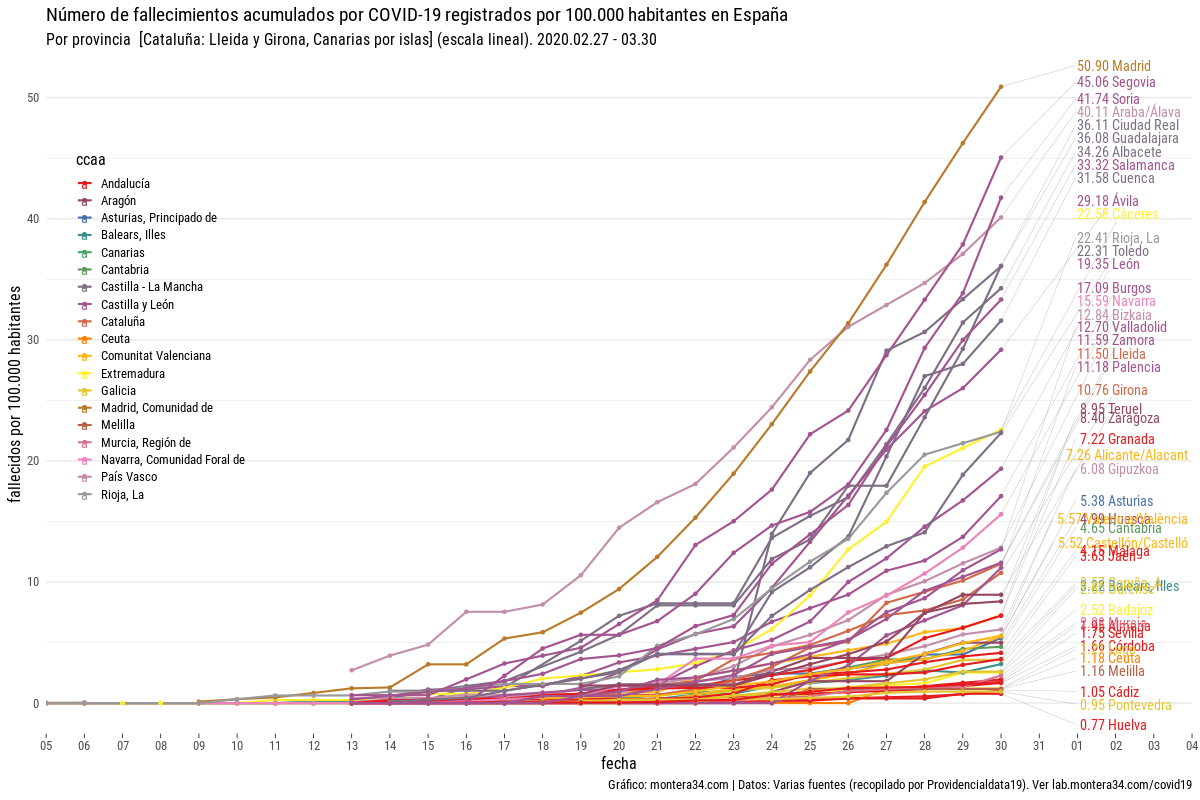 Número de fallecimientos acumulados por COVID-19 registrados por 100.000 habitantes en España
Por provincia [Cataluña: Lleida y Girona, Canarias por islas] (escala lineal). 2020.02.27 - 03.30
fallecidos por 100.000 habitantes
50
40
30
20
10
0
ccaa
Andalucía
Aragón
Asturias, Principado de
Balears, Illes
Canarias
Cantabria
Castilla - La Mancha
Castilla y León
Cataluña
Ceuta
Comunitat Valenciana
Extremadura
Galicia
Madrid, Comunidad de
Melilla
Murcia, Región de
Navarra, Comunidad Foral de
País Vasco
Rioja, La
50.90 Madrid
45.06 Segovia
41.74 Soria
40.11 Araba/Álava
36.11 Ciudad Real
36.08 Guadalajara
34.26 Albacete
33.32 Salamanca
31.58 Cuenca
29.18 Ávila
22.58 Cáceres
22.41 Rioja, La
22.31 Toledo
19.35 León
17.09 Burgos
15.59 Navarra
12.84 Bizkaia
12.70 Valladolid
11.59 Zamora
11.50 Lleida
11.18 Palencia
10.76 Girona
8.95 Teruel
8.40 Zaragoza
7.22 Granada
7.26 Alicante/Alacant
6.08 Gipuzkoa
5.38 Asturias
4.99 Huesca
4.65 Cantabria
5.52 Castellón/Castelló
4.15 Málaga
3.63 Jaén
3.22 Balears, Illes
2.52 Badajoz
1.73 Sevilla
1.66 Córdoba
1.18 Ceuta
1.16 Melilla
1.05 Cádiz
0.95 Pontevedra
0.77 Huelva
05 06 07 08 09 10 11 12 13 14 15 16 17 18 19 20 21 22 23 24 25 26 27 28 29 30 31 01 02 03 04
fecha
Gráfico: montera34.com | Datos: Varias fuentes (recopilado por Providencialdata19). Ver lab.montera34.com/covid19